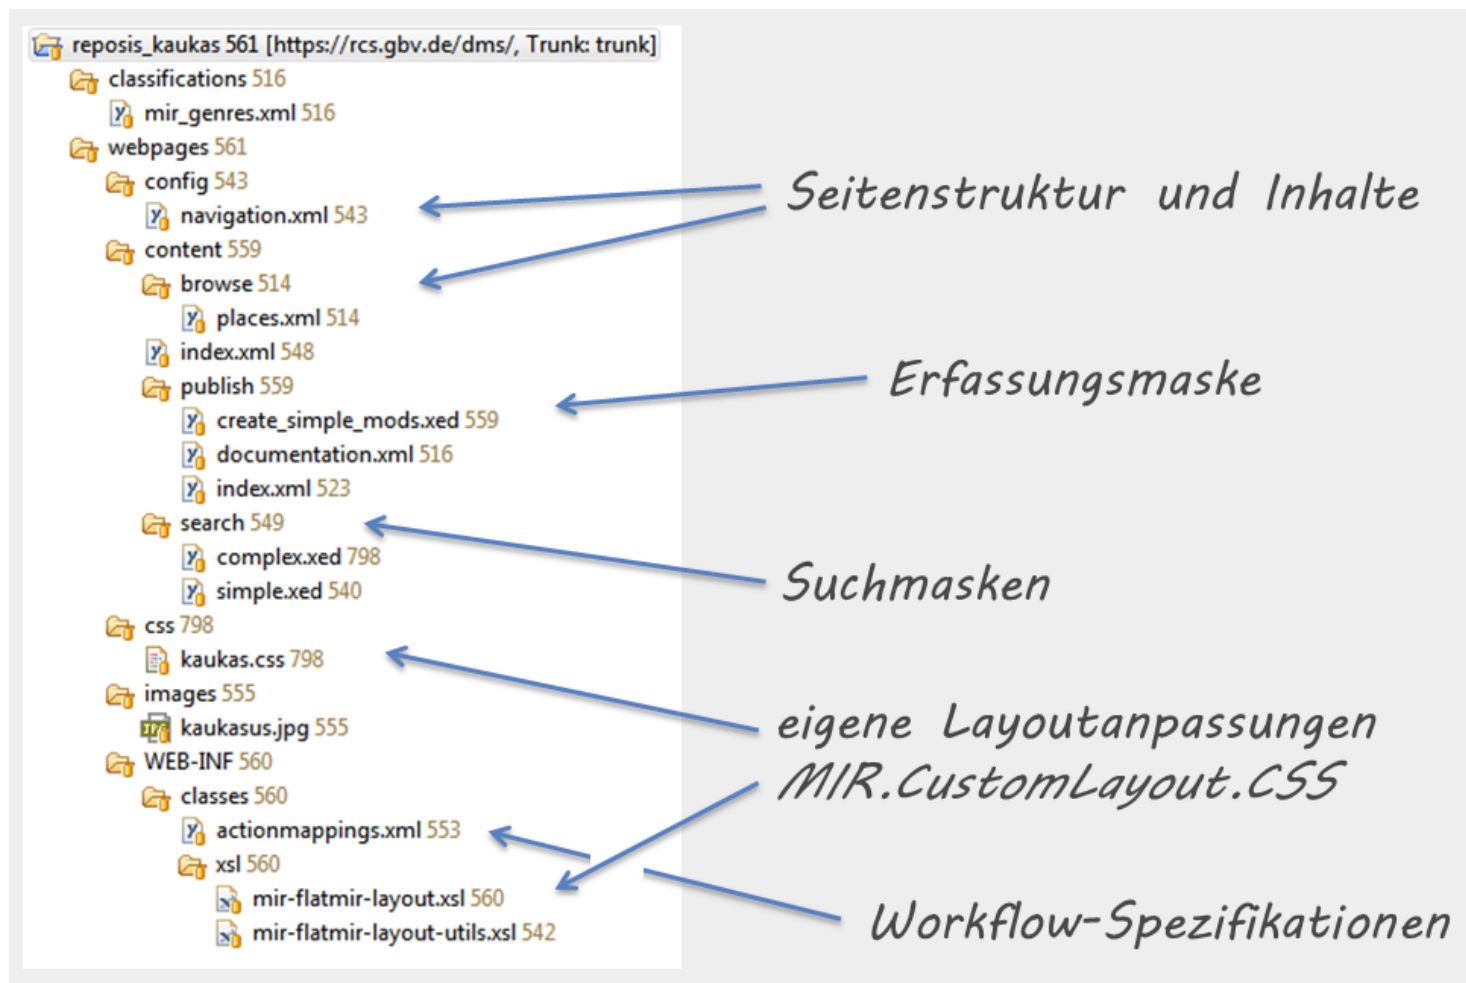 reposis_kaukas 561 [https://rcs.gbv.de/dms/, Trunk: trunk]
classifications 516
mir_genres.xml 516
webpages 561
config 543
navigation.xml 543
content 559
browse 514
places.xml 514
index.xml 548
publish 559
create_simple_mods.xed 559
documentation.xml 516
index.xml 523
search 549
complex.xed 798
simple.xed 540
css 798
kaukas.css 798
images 555
kaukasus.jpg 555
WEB-INF 560
classes 560
actionmappings.xml 553
xsl 560
mir-flatmir-layout.xsl 560
mir-flatmir-layout-utils.xsl 542
Seitenstruktur und Inhalte
Erfassungsmaske
Suchmasken
eigene Layoutanpassungen
MIR.CustomLayout.CSS
Workflow-Spezifikationen